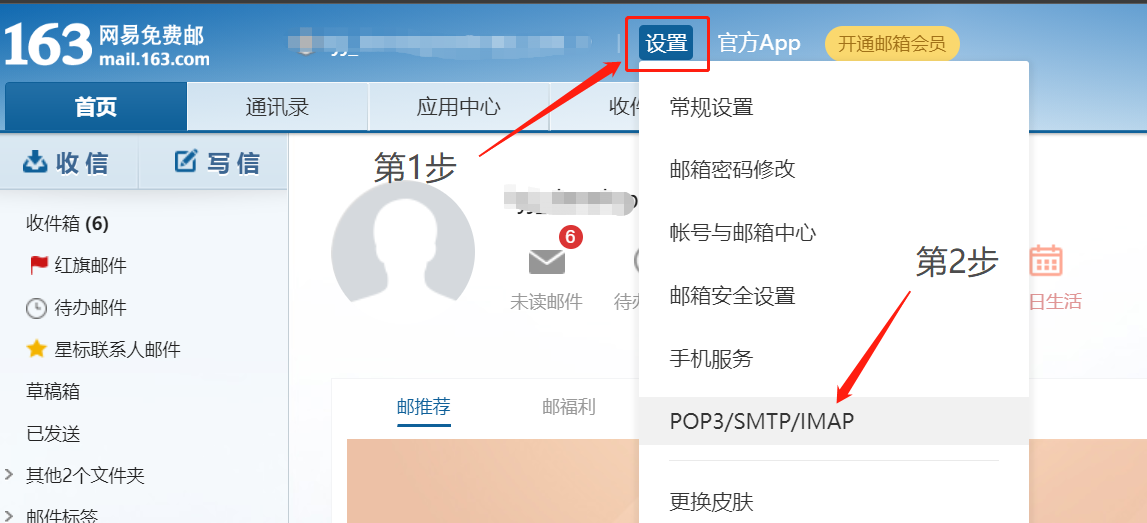 163 网易免费邮
mail.163.com
设置
官方App
开通邮箱会员
首页
通讯录
应用中心
收件
收信
写信
第1步
收件箱 (6)
红旗邮件
待办邮件
星标联系人邮件
草稿箱
已发送
其他2个文件夹
邮件标签
6
未读邮件
待办
日生活
邮推荐
邮福利
常规设置
邮箱密码修改
帐号与邮箱中心
第2步
邮箱安全设置
手机服务
POP3/SMTP/IMAP
更换皮肤